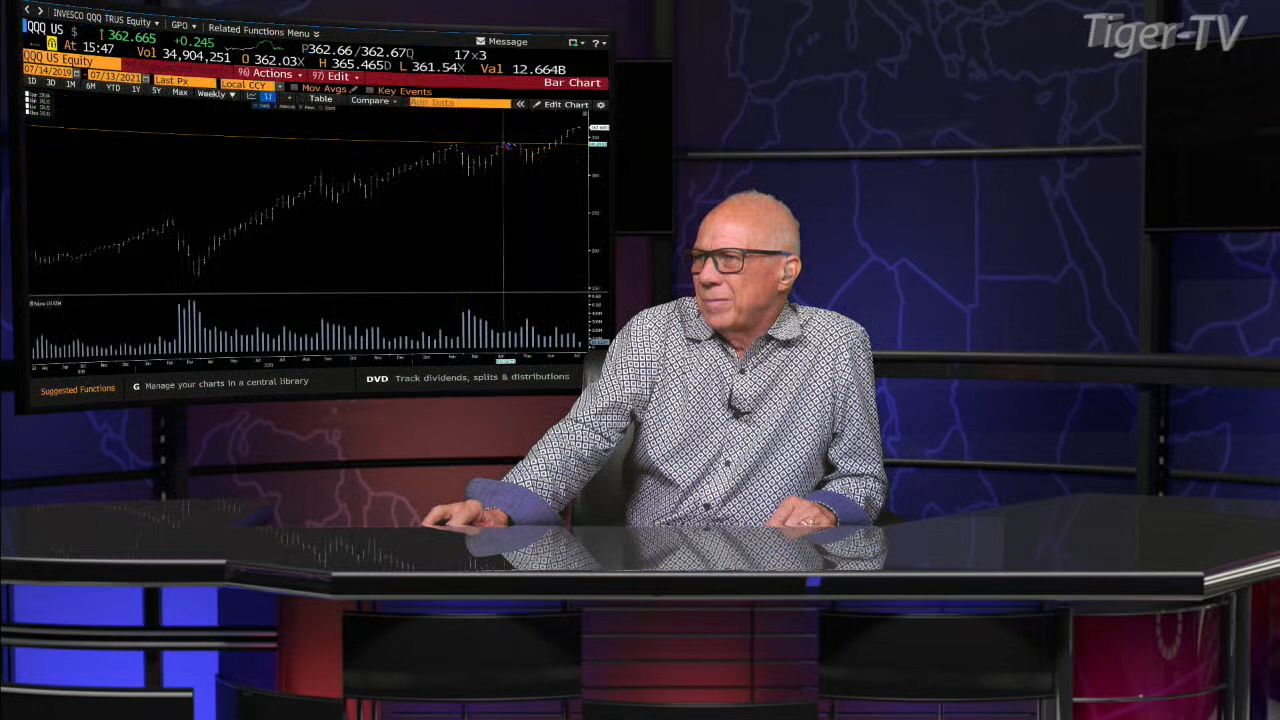 Tiger-TV
< > INVESCO QQQ TRUS Equity ▾ GPO ▾ Related Functions Menu
Message ?
QQQ US $ ↑ 362.665 +0.245 P362.66/362.67Q 17×3
At 15:47 Vol 34,904,251 O 362.03X H 365.465D L 361.54X Val 12.664B
QQQ US Equity 96) Actions ▾ 97) Edit ▾ Bar Chart
07/14/2019 - 07/13/2021 Last Px Local CCY Mov Avgs Key Events
1D 3D 1M 6M YTD 1Y 5Y Max Weekly ▼ Table Compare Add Data « Edit Chart
Suggested Functions G Manage your charts in a central library DVD Track dividends, splits & distributions